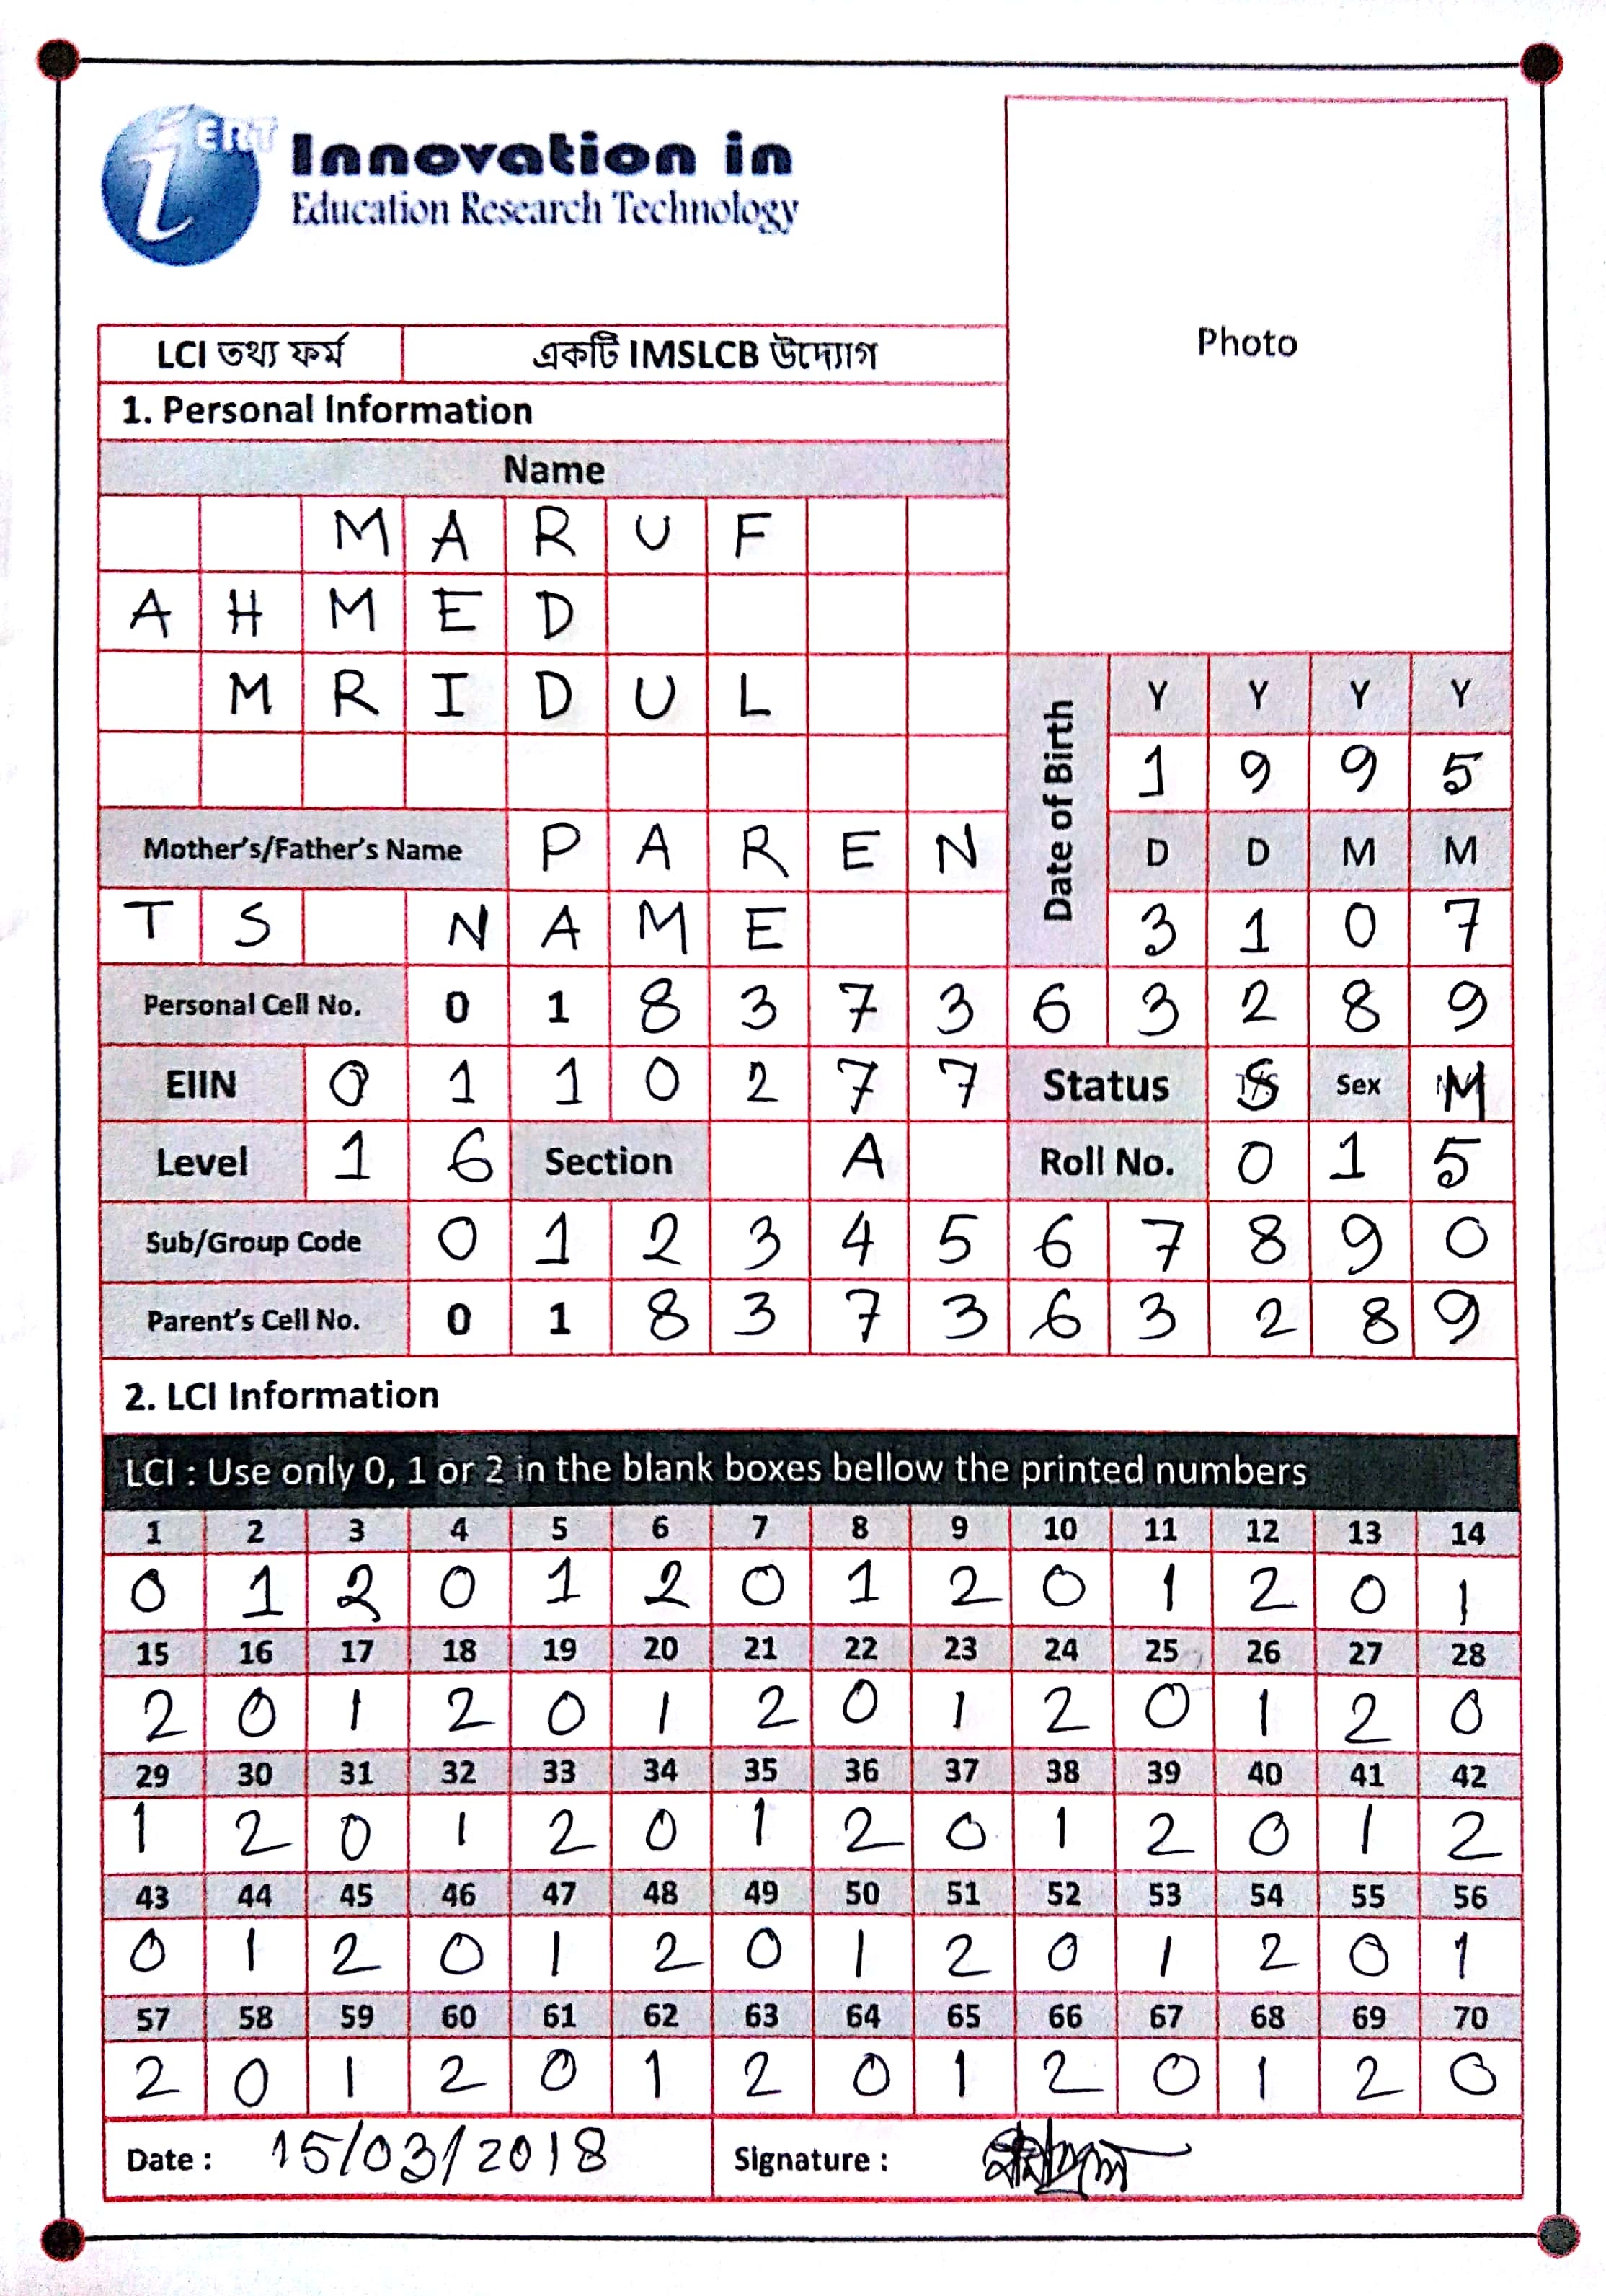 iERT
Innovation in
Education Research Technology
Photo
LCI তথ্য ফর্ম একটি IMSLCB উদ্যোগ
1. Personal Information
Name
M A R U F
A H M E D
M R I D U L
Date of Birth
Y Y Y Y
1 9 9 5
Mother's/Father's Name P A R E N
D D M M
T S N A M E
3 1 0 7
Personal Cell No. 0 1 8 3 7 3 6 3 2 8 9
EIIN 0 1 1 0 2 7 7 Status S Sex M
Level 1 6 Section A Roll No. 0 1 5
Sub/Group Code 0 1 2 3 4 5 6 7 8 9 0
Parent's Cell No. 0 1 8 3 7 3 6 3 2 8 9
2. LCI Information
LCI : Use only 0, 1 or 2 in the blank boxes bellow the printed numbers
1 2 3 4 5 6 7 8 9 10 11 12 13 14
0 1 2 0 1 2 0 1 2 0 1 2 0 1
15 16 17 18 19 20 21 22 23 24 25 26 27 28
2 0 1 2 0 1 2 0 1 2 0 1 2 0
29 30 31 32 33 34 35 36 37 38 39 40 41 42
1 2 0 1 2 0 1 2 0 1 2 0 1 2
43 44 45 46 47 48 49 50 51 52 53 54 55 56
0 1 2 0 1 2 0 1 2 0 1 2 0 1
57 58 59 60 61 62 63 64 65 66 67 68 69 70
2 0 1 2 0 1 2 0 1 2 0 1 2 0
Date : 15/03/2018 Signature :